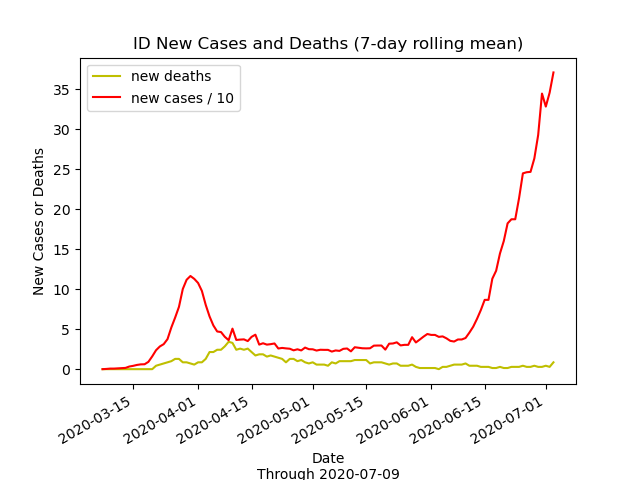 ID New Cases and Deaths (7-day rolling mean)
new deaths
new cases / 10
New Cases or Deaths
35
30
25
20
15
10
5
0
2020-03-15
2020-04-01
2020-04-15
2020-05-01
2020-05-15
2020-06-01
2020-06-15
2020-07-01
Date
Through 2020-07-09